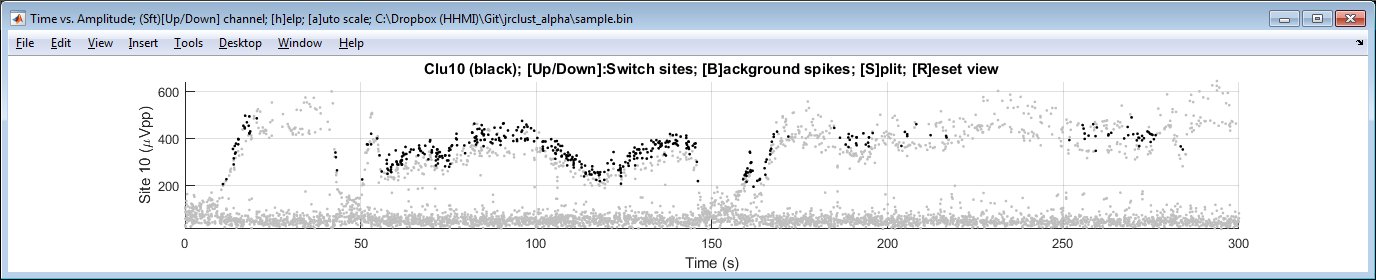 Time vs. Amplitude; (Sft)[Up/Down] channel; [h]elp; [a]uto scale; C:\Dropbox (HHMI)\Git\jrclust_alpha\sample.bin
File Edit View Insert Tools Desktop Window Help
Clu10 (black); [Up/Down]:Switch sites; [B]ackground spikes; [S]plit; [R]eset view
Site 10 (μVpp)
600
400
200
0 50 100 150 200 250 300
Time (s)